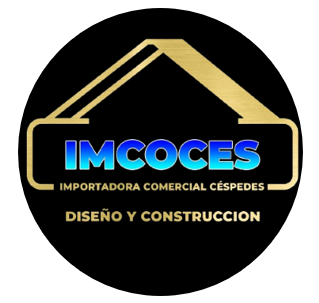 IMCOCES
IMPORTADORA COMERCIAL CÉSPEDES
DISEÑO Y CONSTRUCCION